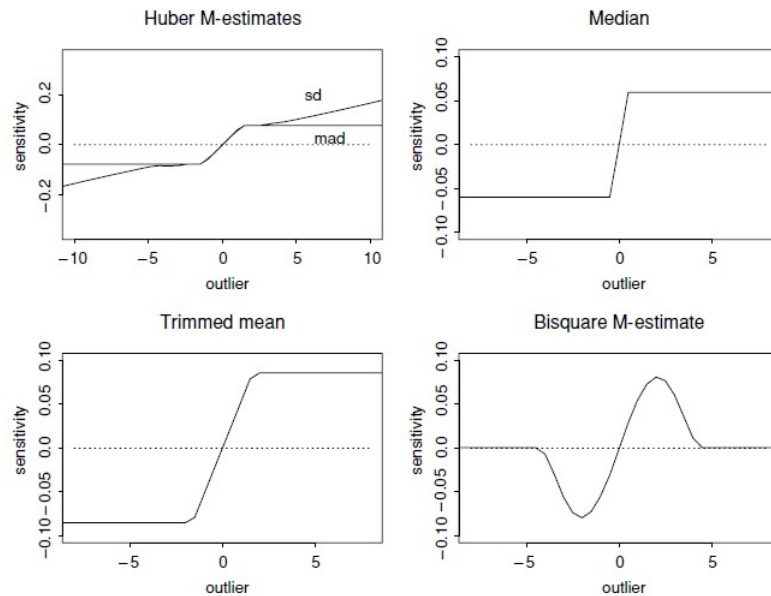 Huber M-estimates
sensitivity
0.2
0.0
−0.2
sd
mad
−10 −5 0 5 10
outlier
Median
sensitivity
0.10
0.05
0.0
−0.05
−0.10
−5 0 5
outlier
Trimmed mean
sensitivity
0.10
0.05
0.0
−0.05
−0.10
−5 0 5
outlier
Bisquare M-estimate
sensitivity
0.10
0.05
0.0
−0.05
−0.10
−5 0 5
outlier